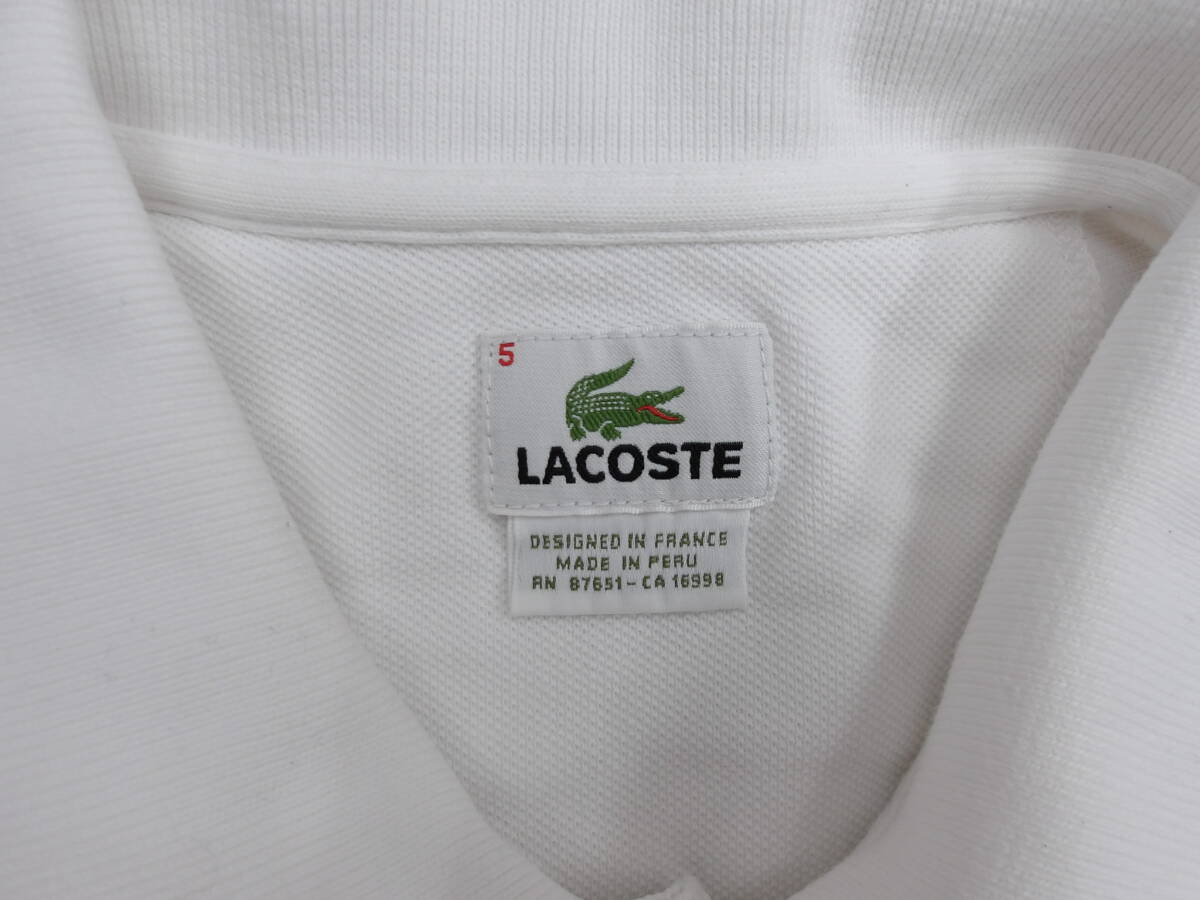 5
LACOSTE
DESIGNED IN FRANCE
MADE IN PERU
RN 87651-CA 16998